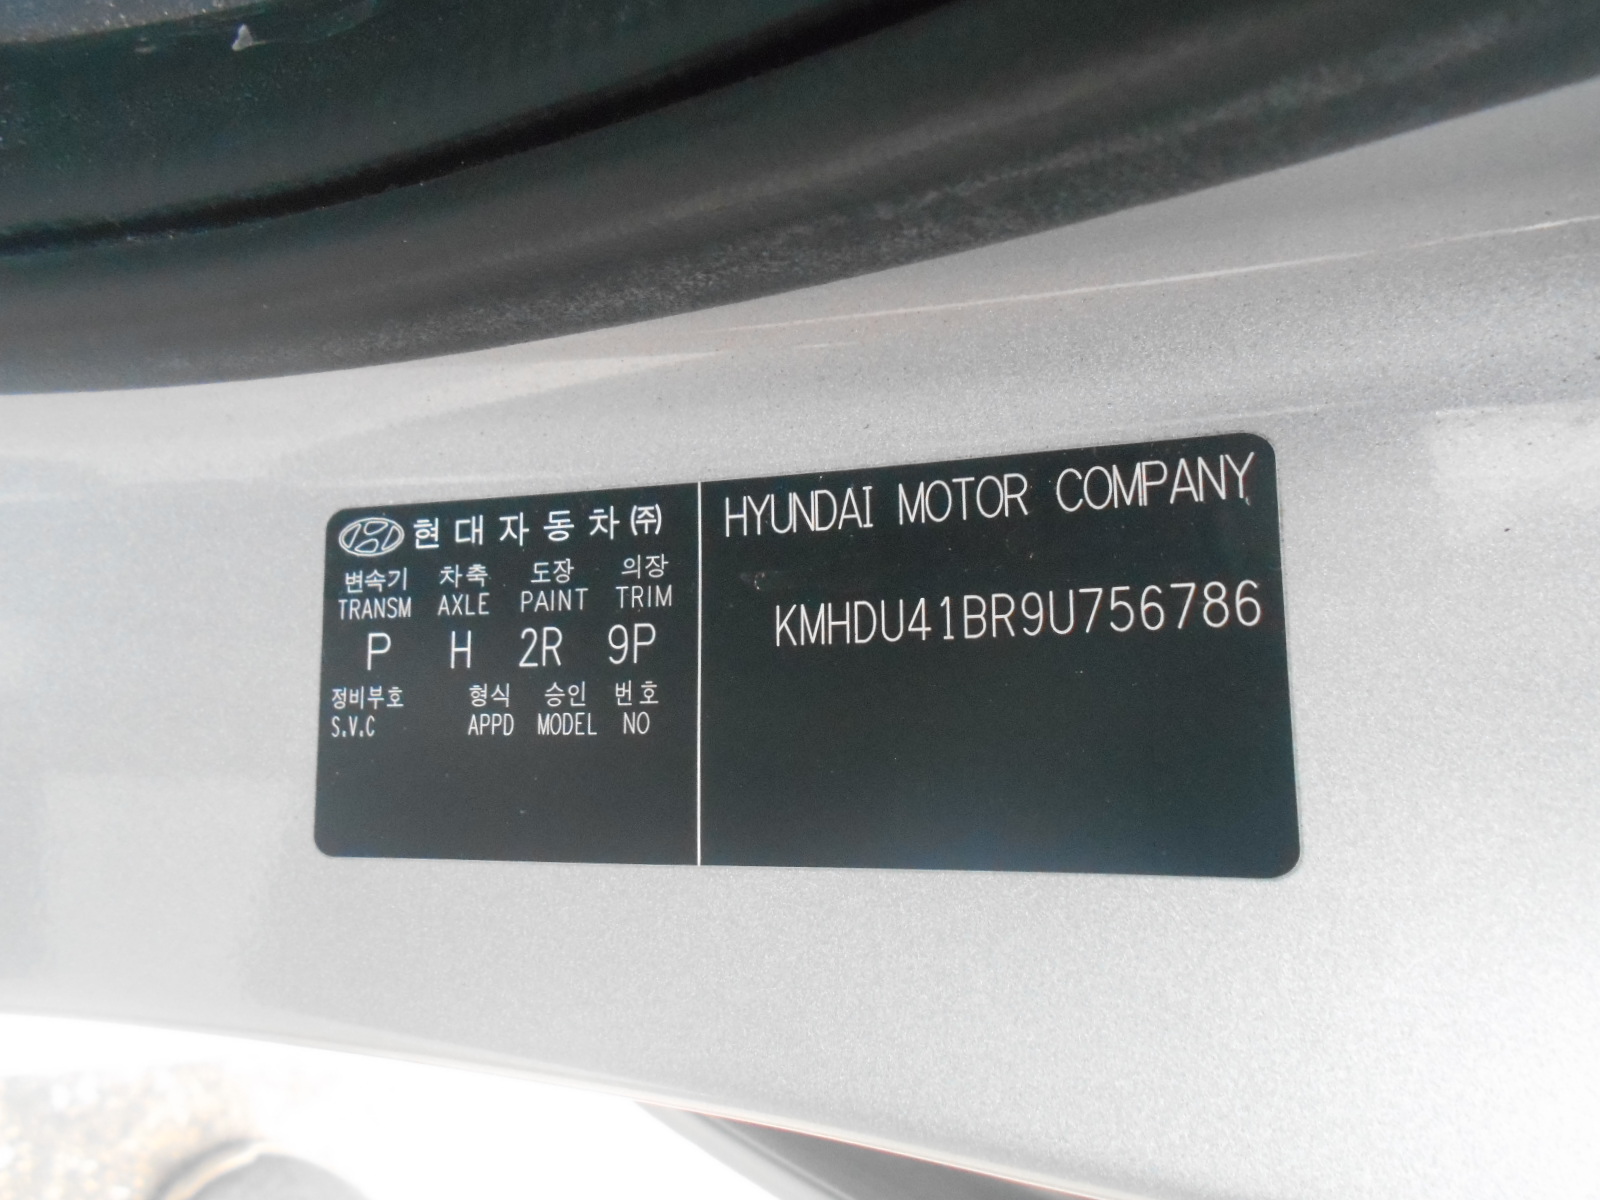 현대자동차㈜
변속기 차축 도장 의장
TRANSM AXLE PAINT TRIM
P H 2R 9P
정비부호 형식 승인 번호
S.V.C APPD MODEL NO
HYUNDAI MOTOR COMPANY
KMHDU41BR9U756786